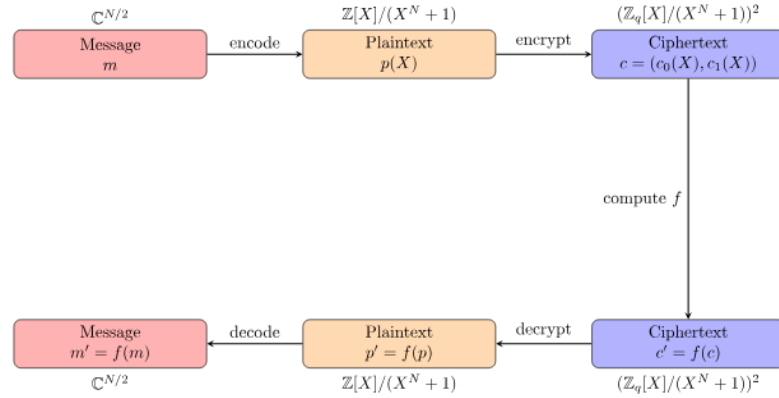 ℂ^{N/2} ℤ[X]/(X^N + 1) (ℤ_q[X]/(X^N + 1))^2
Message encode Plaintext encrypt Ciphertext
m p(X) c = (c_0(X), c_1(X))
compute f
Message decode Plaintext decrypt Ciphertext
m′ = f(m) p′ = f(p) c′ = f(c)
ℂ^{N/2} ℤ[X]/(X^N + 1) (ℤ_q[X]/(X^N + 1))^2